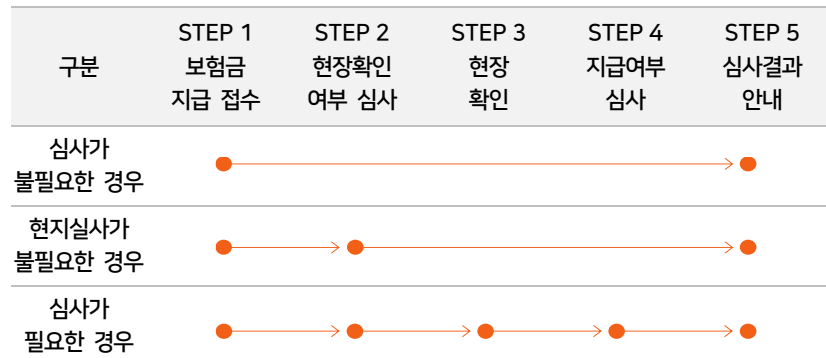 구분
STEP 1
보험금
지급 접수
STEP 2
현장확인
여부 심사
STEP 3
현장
확인
STEP 4
지급여부
심사
STEP 5
심사결과
안내
심사가
불필요한 경우
현지실사가
불필요한 경우
심사가
필요한 경우